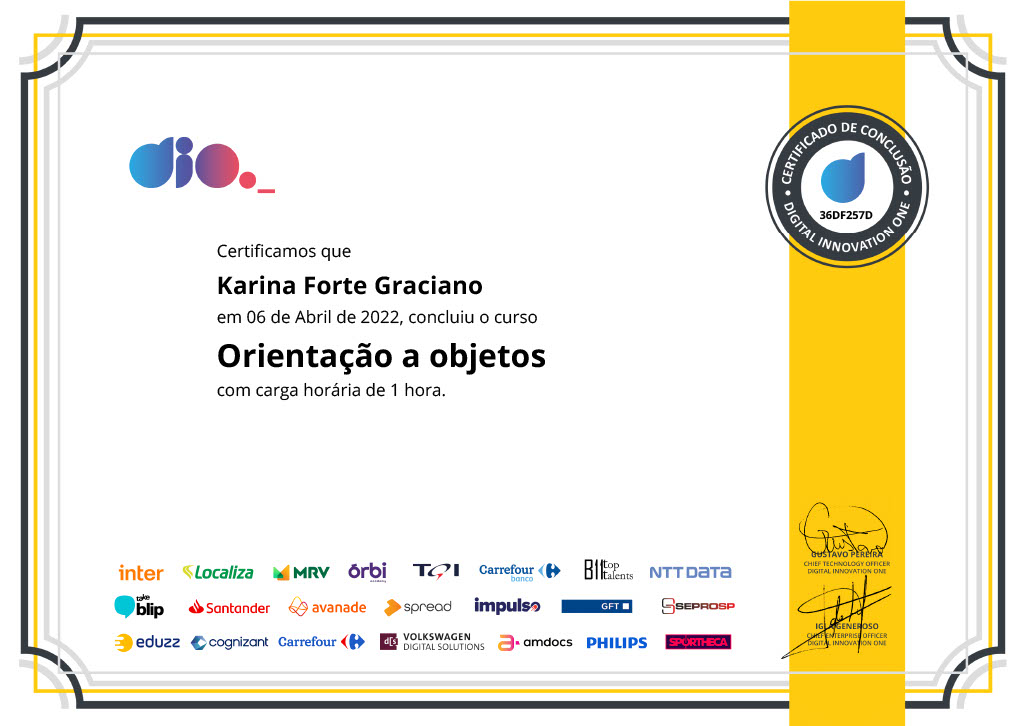 dio._
CERTIFICADO DE CONCLUSÃO
36DF257D
DIGITAL INNOVATION ONE
Certificamos que
Karina Forte Graciano
em 06 de Abril de 2022, concluiu o curso
Orientação a objetos
com carga horária de 1 hora.
GUSTAVO PEREIRA
CHIEF TECHNOLOGY OFFICER
DIGITAL INNOVATION ONE
inter Localiza MRV órbi academy TQI Carrefour banco B11 top talents NTT DATA
take blip Santander avanade spread impulso GFT SEPROSP
IGL GENEROSO
CHIEF ENTERPRISE OFFICER
DIGITAL INNOVATION ONE
eduzz cognizant Carrefour dfs VOLKSWAGEN DIGITAL SOLUTIONS amdocs PHILIPS SPORTHECA